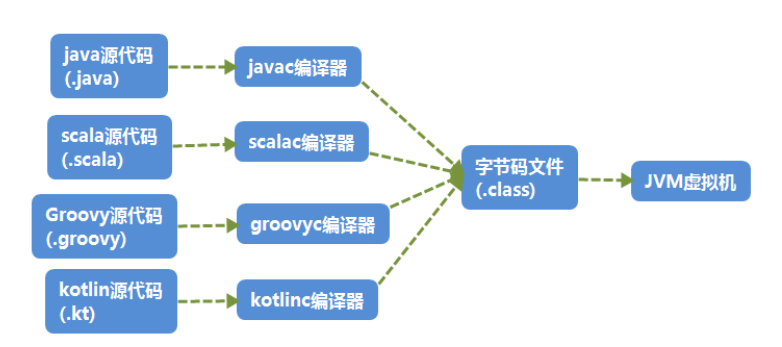 java源代码
(.java)
javac编译器
scala源代码
(.scala)
scalac编译器
字节码文件
(.class)
JVM虚拟机
Groovy源代码
(.groovy)
groovyc编译器
kotlin源代码
(.kt)
kotlinc编译器